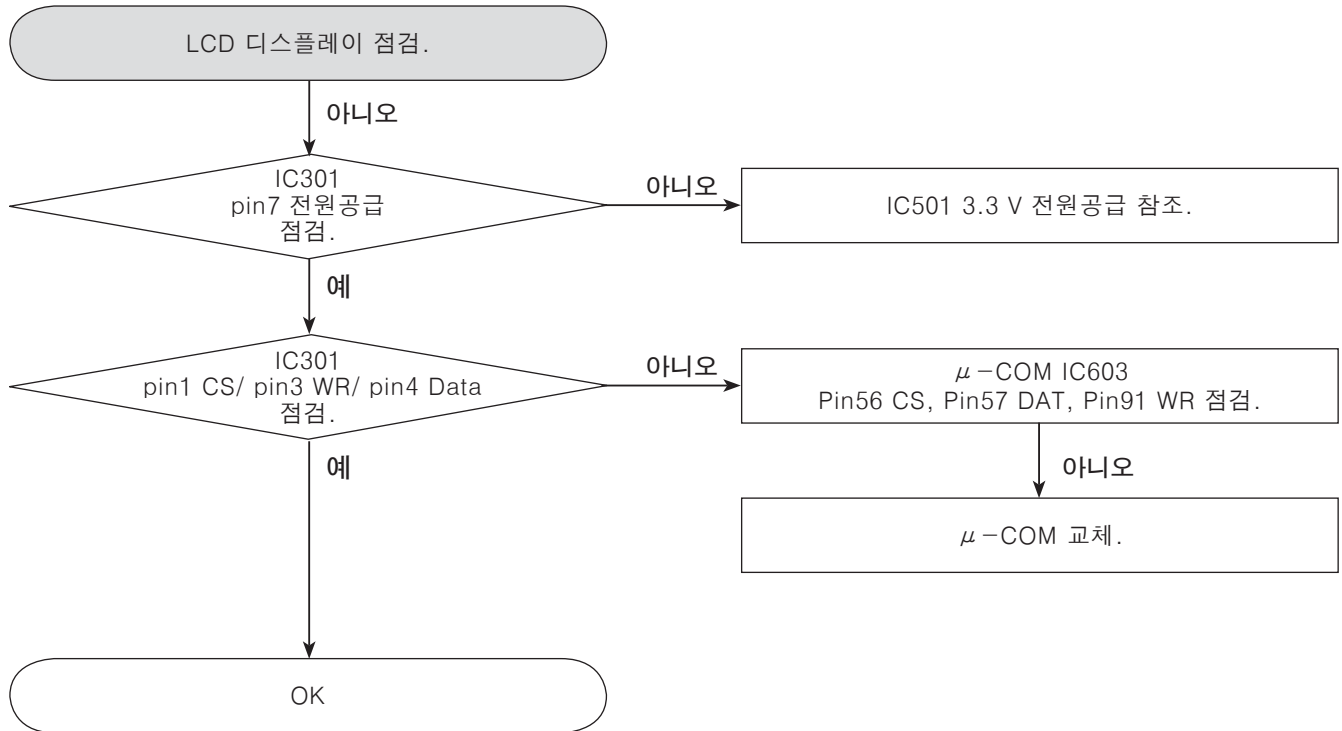 LCD 디스플레이 점검.
아니오
IC301
pin7 전원공급
점검.
아니오
IC501 3.3 V 전원공급 참조.
예
IC301
pin1 CS/ pin3 WR/ pin4 Data
점검.
아니오
μ-COM IC603
Pin56 CS, Pin57 DAT, Pin91 WR 점검.
예
아니오
μ-COM 교체.
OK